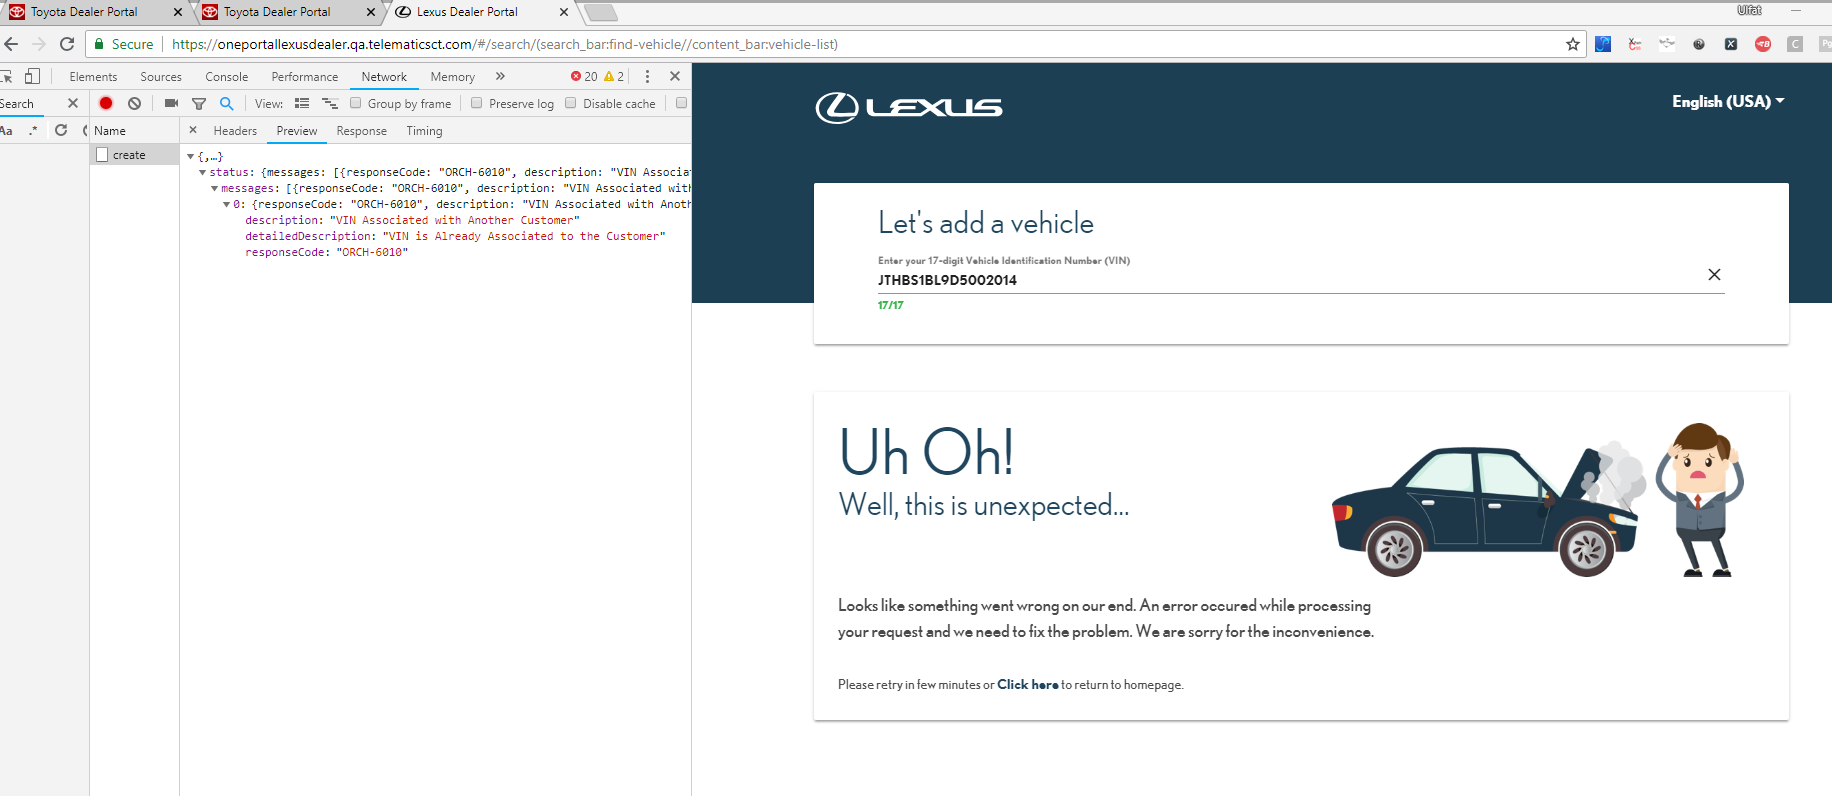 Toyota Dealer Portal
Toyota Dealer Portal
Lexus Dealer Portal
Ulfat
Secure
https://oneportallexusdealer.qa.telematicsct.com/#/search/(search_bar:find-vehicle//content_bar:vehicle-list)
Elements Sources Console Performance Network Memory » 20 2
Search
View: Group by frame Preserve log Disable cache
Aa .*
Name
Headers Preview Response Timing
create
{,…}
status: {messages: [{responseCode: "ORCH-6010", description: "VIN Associat
messages: [{responseCode: "ORCH-6010", description: "VIN Associated with
0: {responseCode: "ORCH-6010", description: "VIN Associated with Anoth
description: "VIN Associated with Another Customer"
detailedDescription: "VIN is Already Associated to the Customer"
responseCode: "ORCH-6010"
LEXUS
English (USA)
Let's add a vehicle
Enter your 17-digit Vehicle Identification Number (VIN)
JTHBS1BL9D5002014
17/17
Uh Oh!
Well, this is unexpected...
Looks like something went wrong on our end. An error occured while processing
your request and we need to fix the problem. We are sorry for the inconvenience.
Please retry in few minutes or Click here to return to homepage.